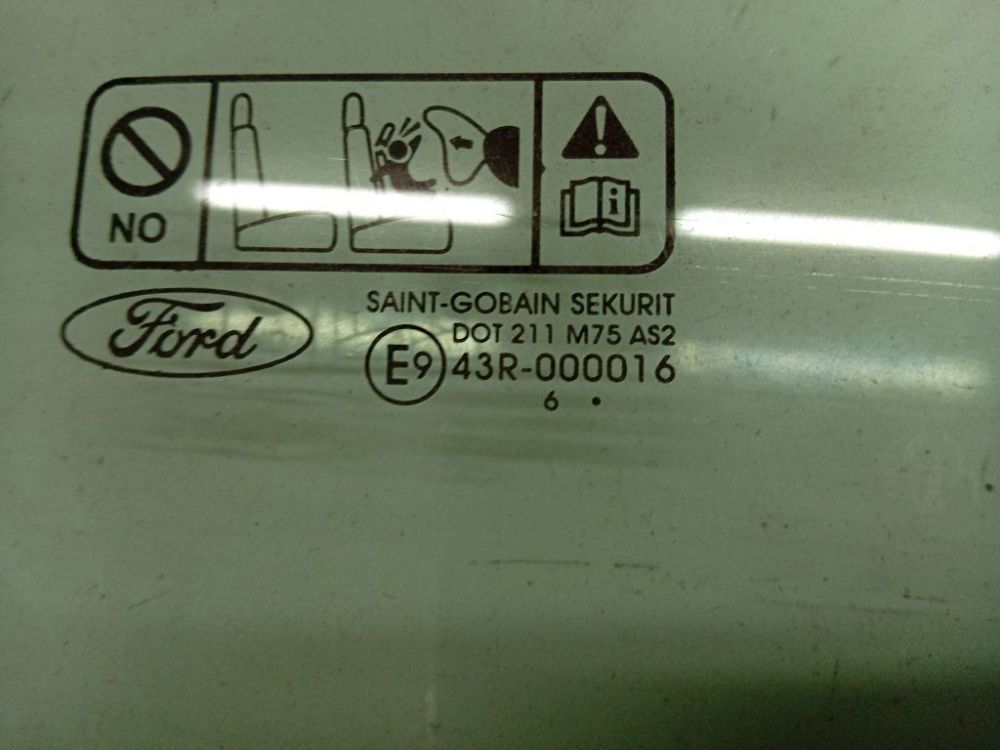 NO
i
Ford
SAINT-GOBAIN SEKURIT
DOT 211 M75 AS2
E9 43R-000016
6 •